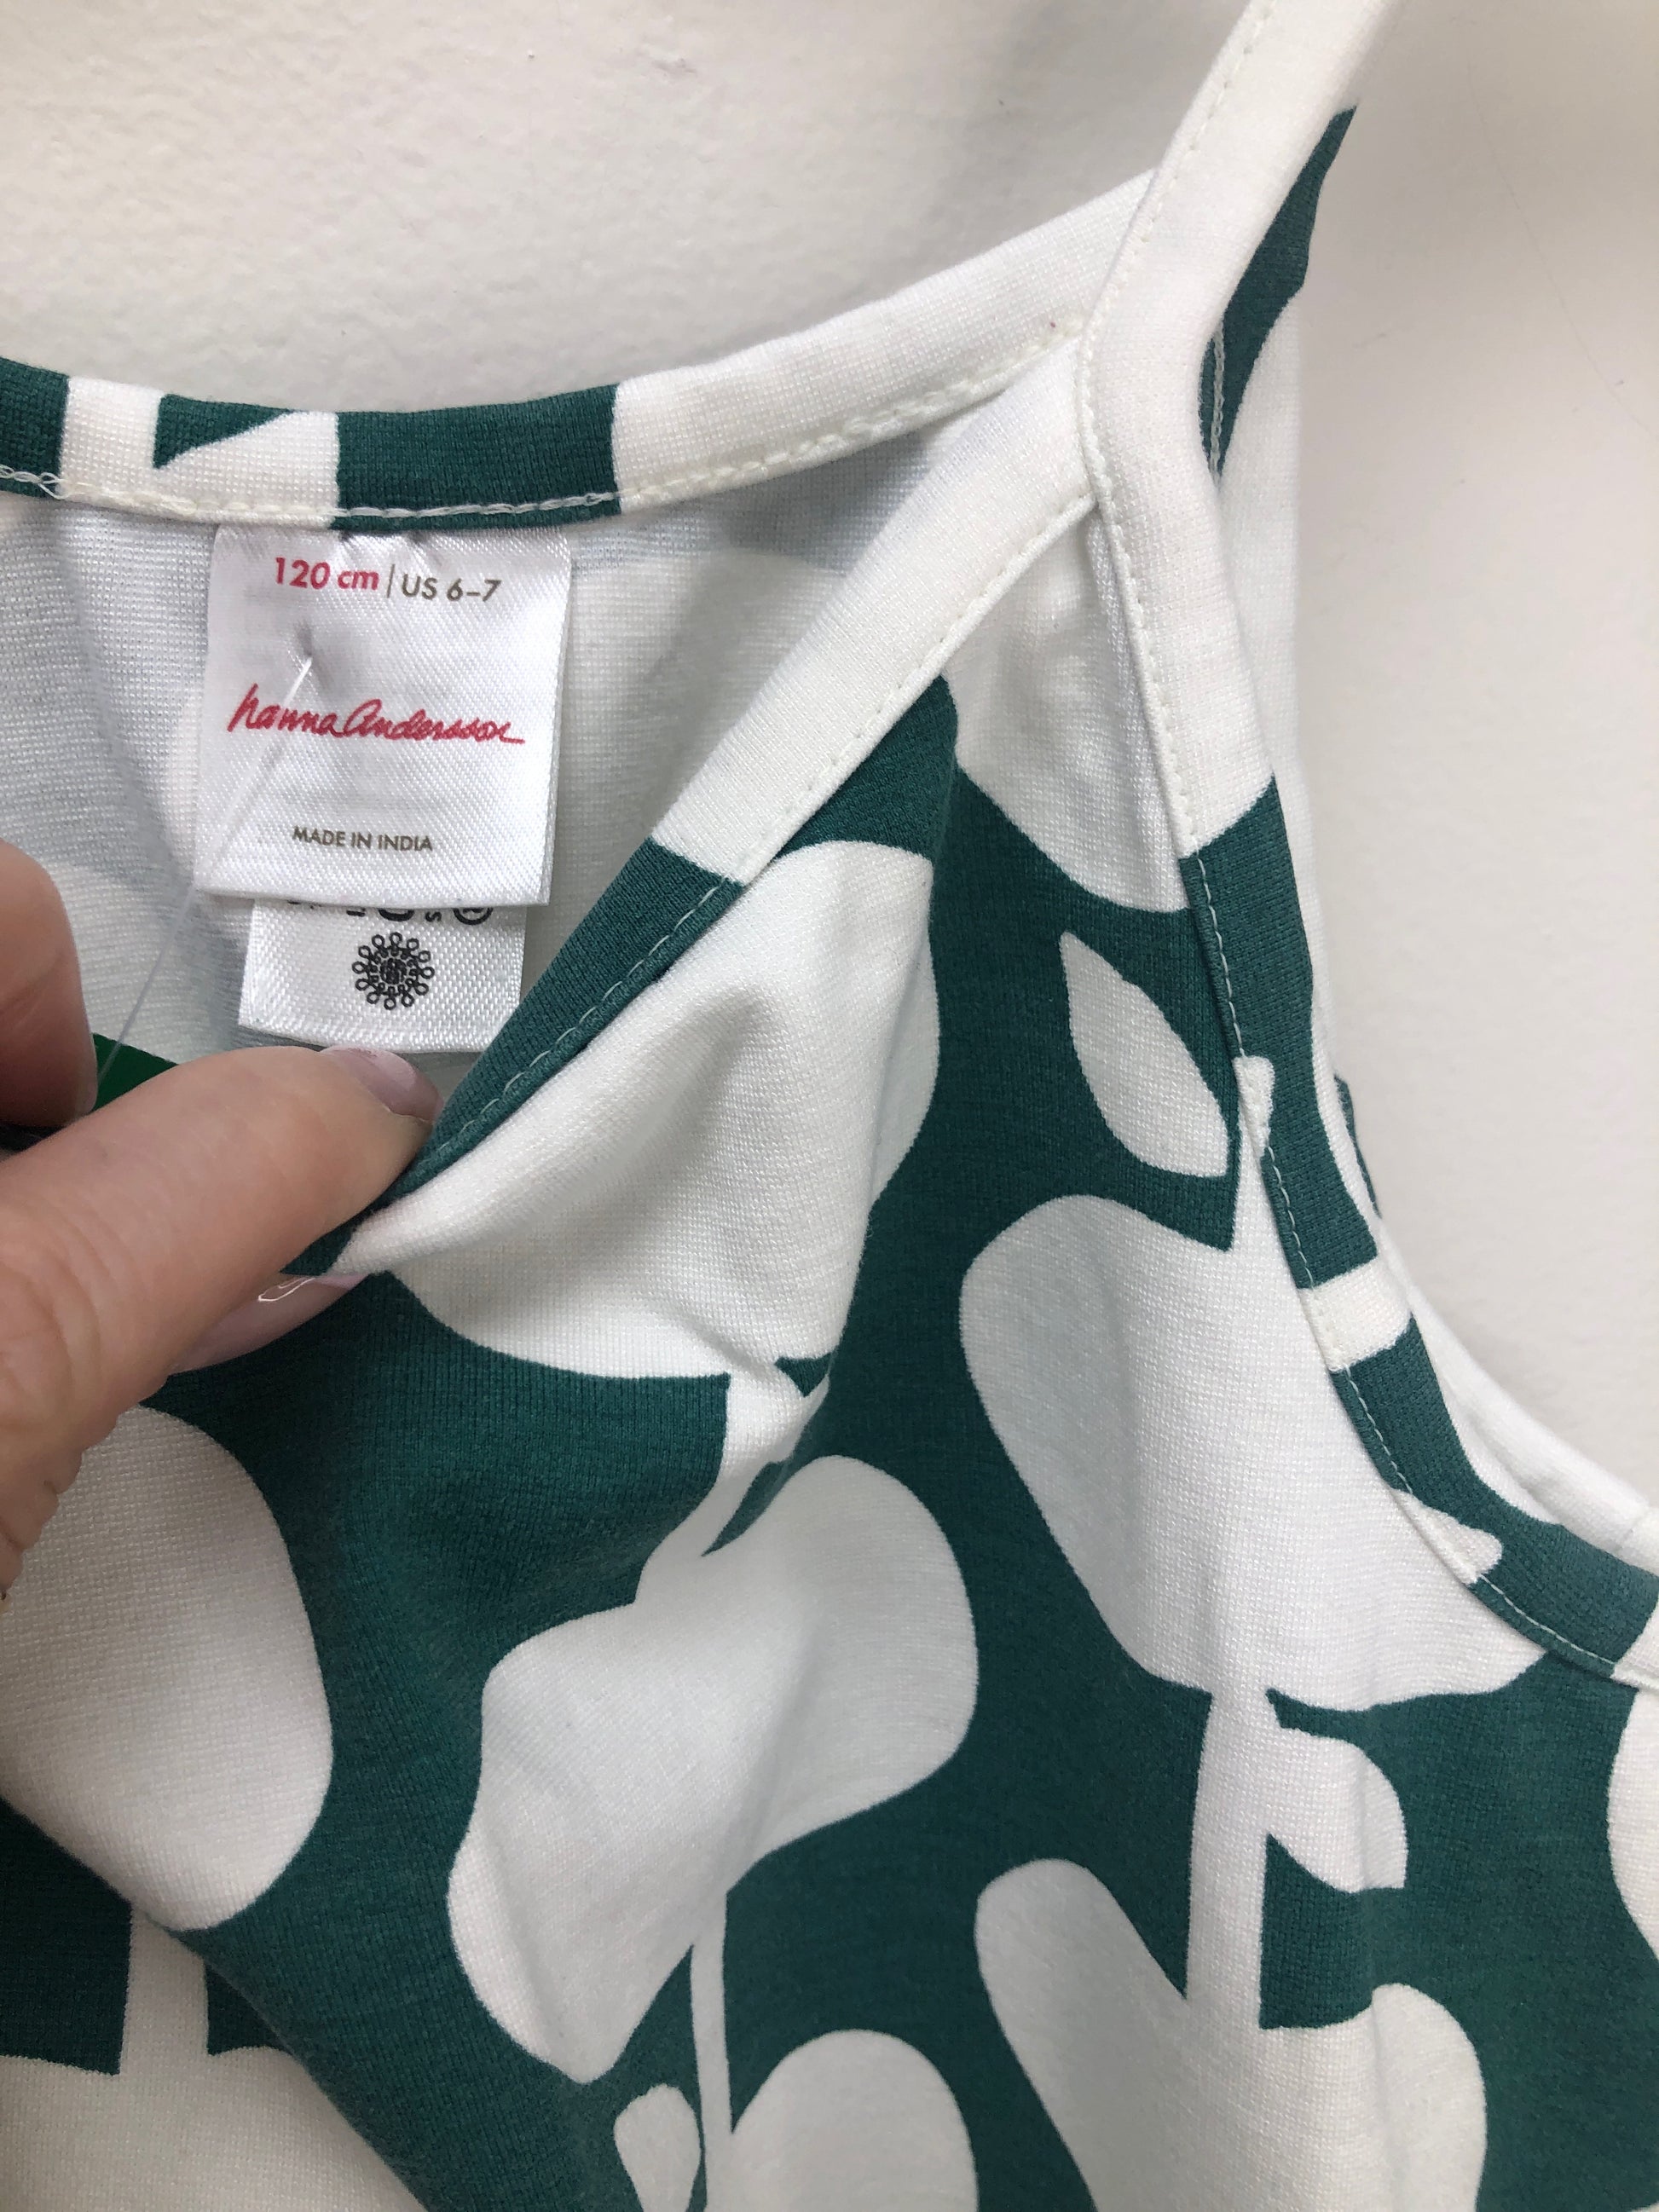 120 cm | US 6–7
hanna Andersson
MADE IN INDIA